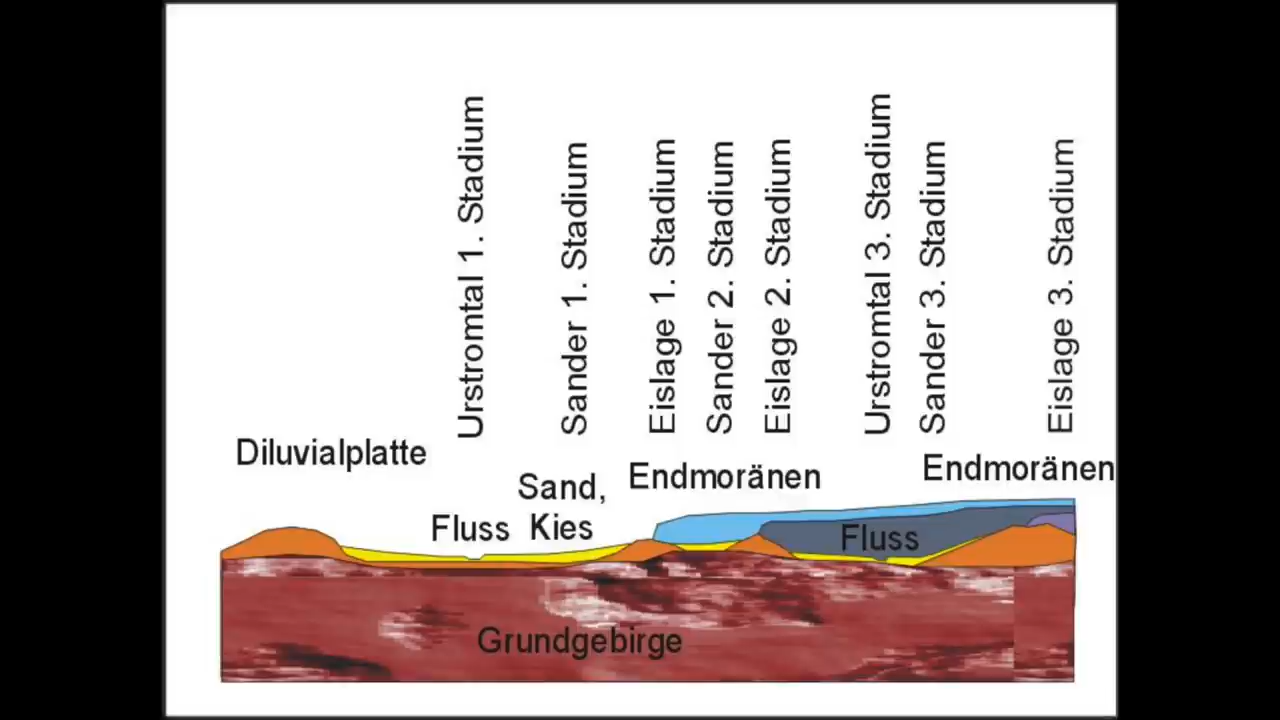 Urstromtal 1. Stadium
Sander 1. Stadium
Eislage 1. Stadium
Sander 2. Stadium
Eislage 2. Stadium
Urstromtal 3. Stadium
Sander 3. Stadium
Eislage 3. Stadium
Diluvialplatte
Endmoränen
Endmoränen
Sand,
Fluss Kies
Fluss
Grundgebirge